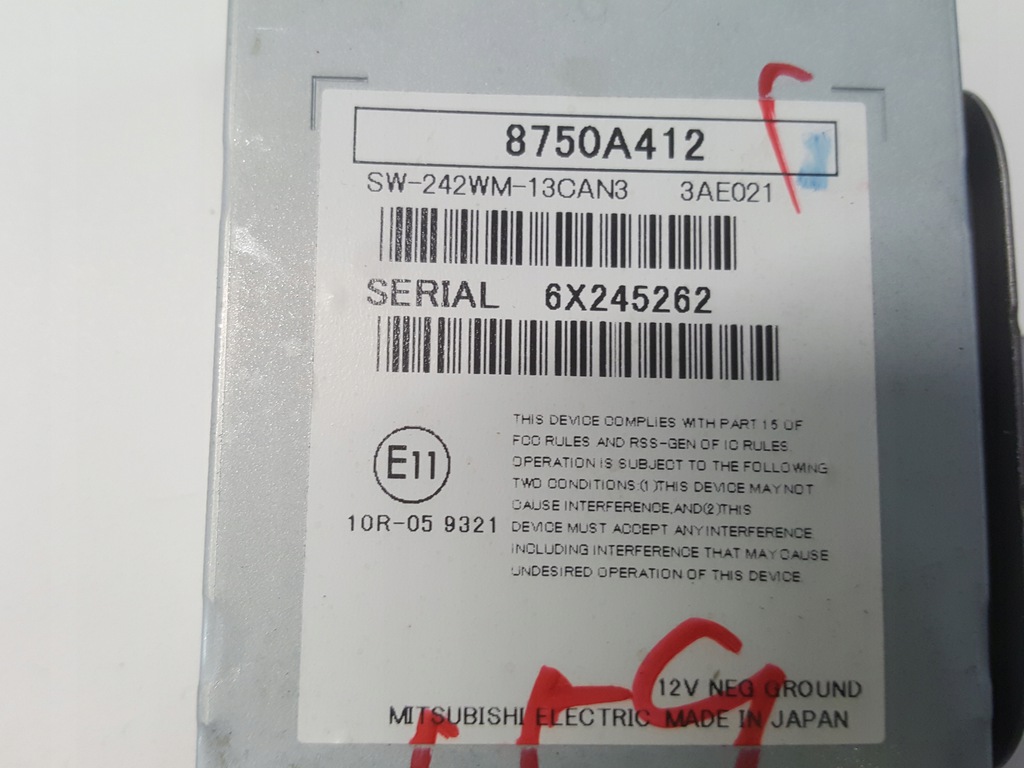 8750A412
SW-242WM-13CAN3 3AE021
SERIAL 6X245262
E11
10R-05 9321
THIS DEVICE COMPLIES WITH PART 15 OF
FCC RULES AND RSS-GEN OF IC RULES.
OPERATION IS SUBJECT TO THE FOLLOWING
TWO CONDITIONS:(1)THIS DEVICE MAY NOT
CAUSE INTERFERENCE,AND(2)THIS
DEVICE MUST ACCEPT ANY INTERFERENCE,
INCLUDING INTERFERENCE THAT MAY CAUSE
UNDESIRED OPERATION OF THIS DEVICE.
12V NEG GROUND
MITSUBISHI ELECTRIC MADE IN JAPAN